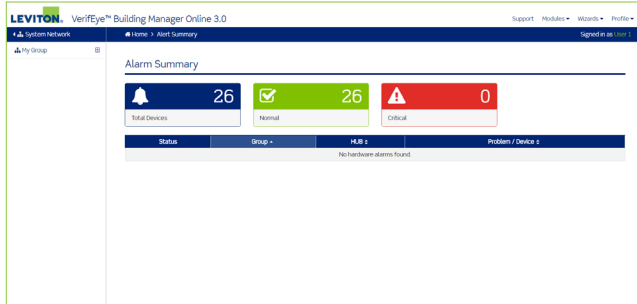 LEVITON. VerifEye™ Building Manager Online 3.0
Support Modules Wizards Profile
System Network
Home > Alert Summary
Signed in as User 1
My Group
Alarm Summary
26
Total Devices
26
Normal
0
Critical
Status Group HUB Problem / Device
No hardware alarms found.